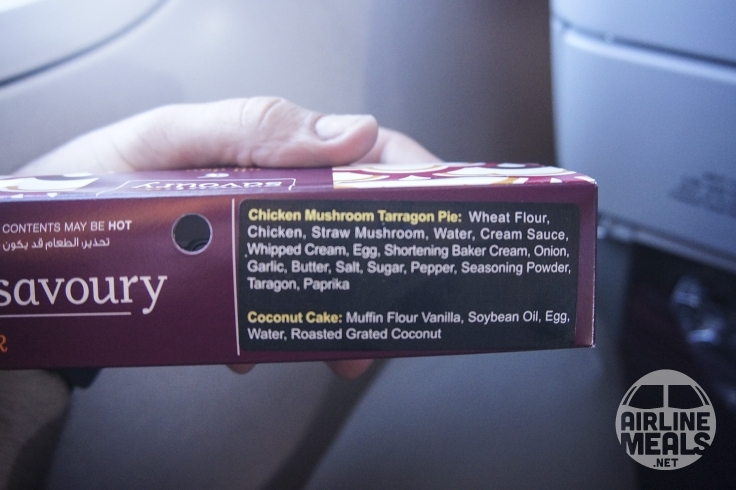 savoury
CONTENTS MAY BE HOT
تحذير، الطعام قد يكون
savoury
R
Chicken Mushroom Tarragon Pie: Wheat Flour,
Chicken, Straw Mushroom, Water, Cream Sauce,
Whipped Cream, Egg, Shortening Baker Cream, Onion,
Garlic, Butter, Salt, Sugar, Pepper, Seasoning Powder,
Taragon, Paprika
Coconut Cake: Muffin Flour Vanilla, Soybean Oil, Egg,
Water, Roasted Grated Coconut
AIRLINE
MEALS
.NET